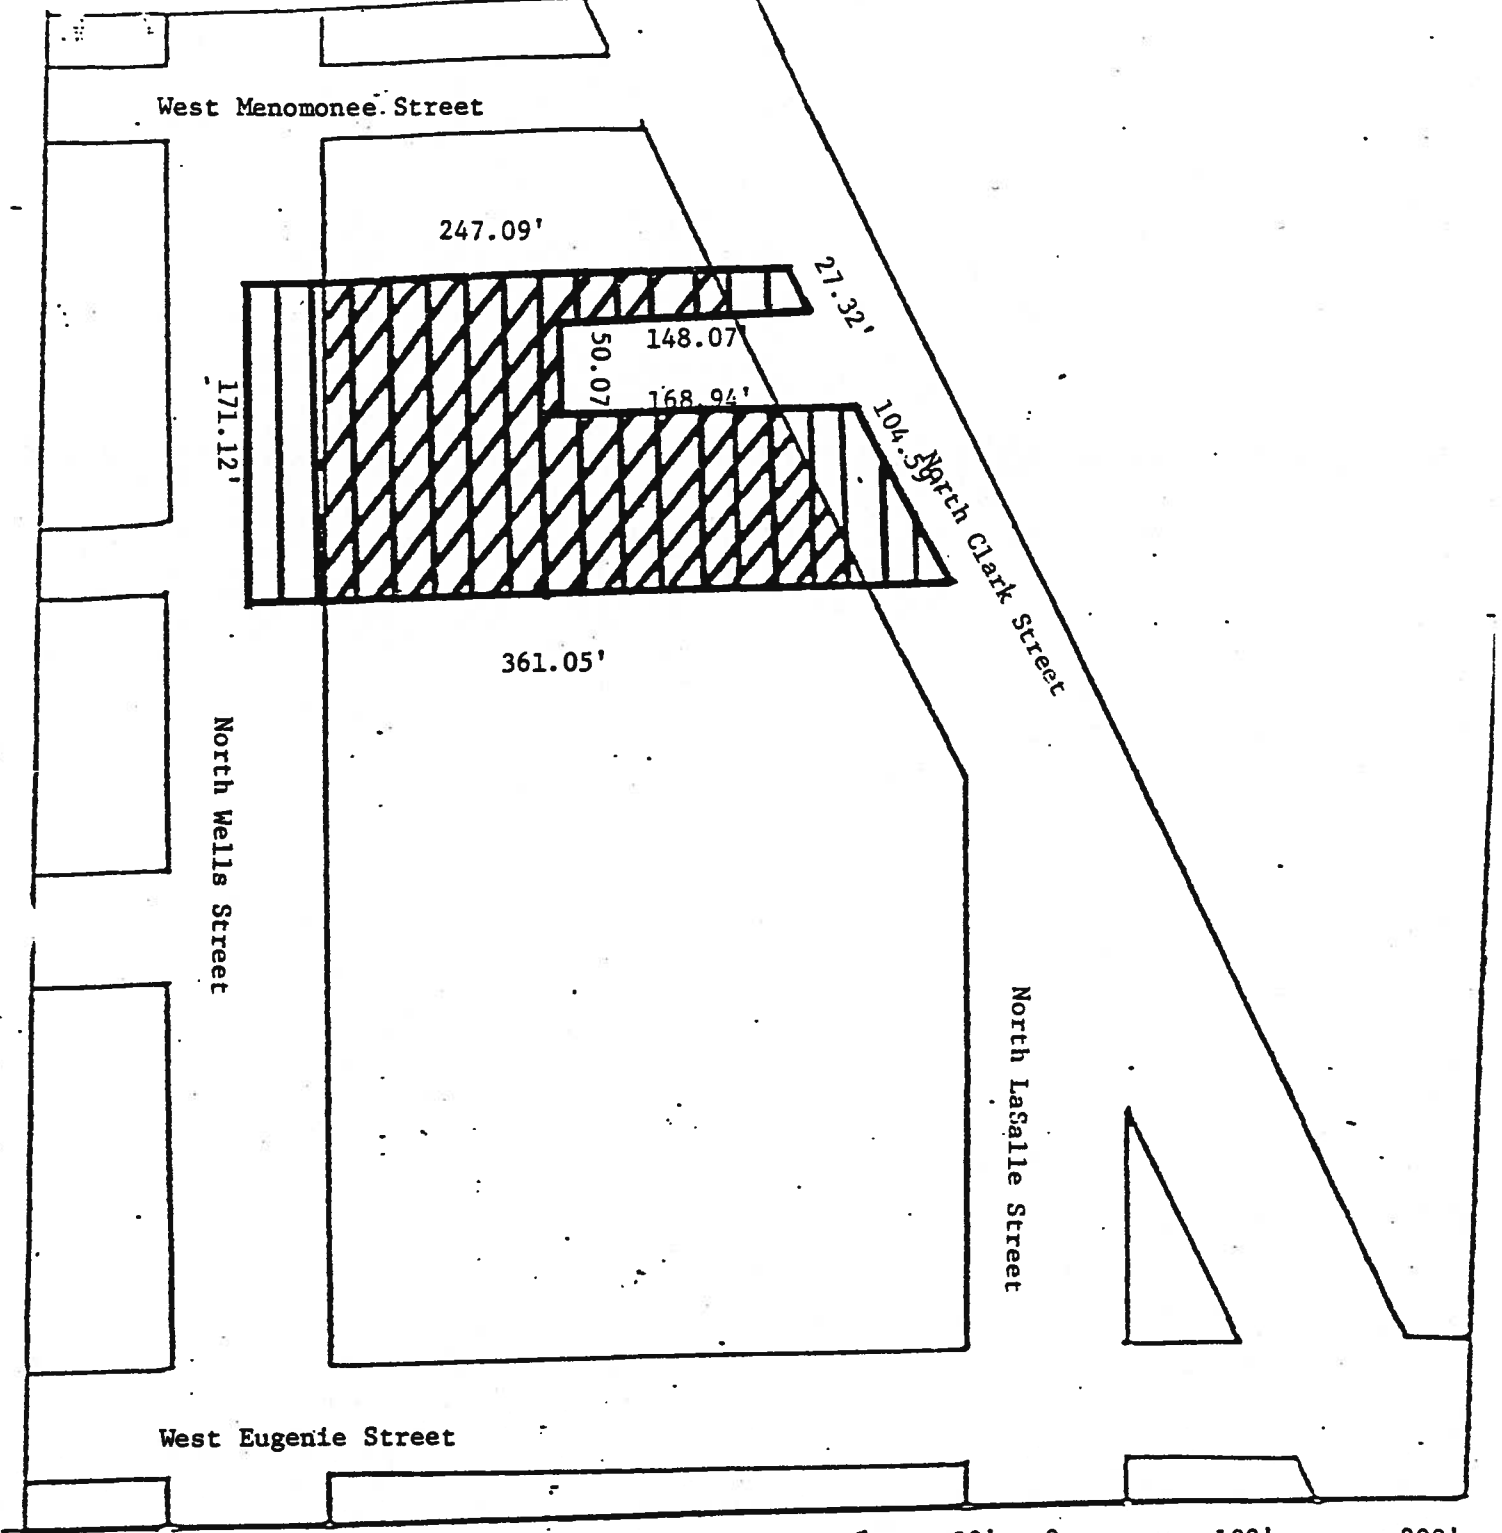 West Menomonee Street
247.09'
27.32'
148.07'
50.07
168.94'
171.12'
104.59'
North Clark Street
361.05'
North Wells Street
North LaSalle Street
West Eugenie Street